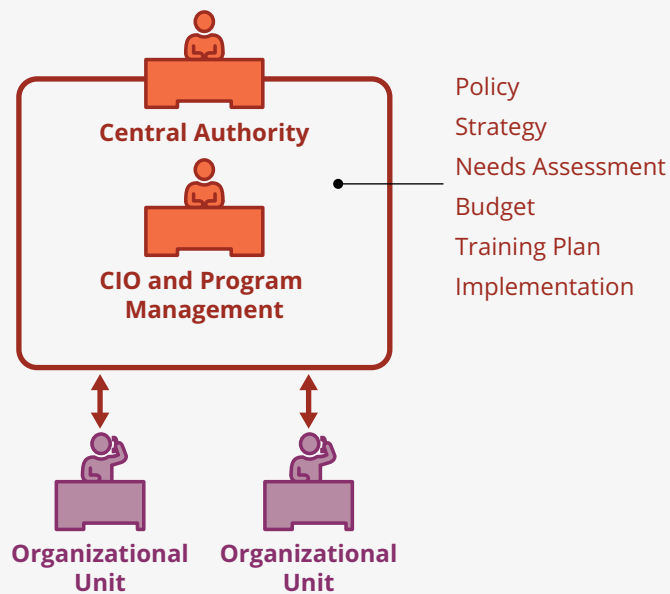 Central Authority
CIO and Program
Management
Policy
Strategy
Needs Assessment
Budget
Training Plan
Implementation
Organizational
Unit
Organizational
Unit